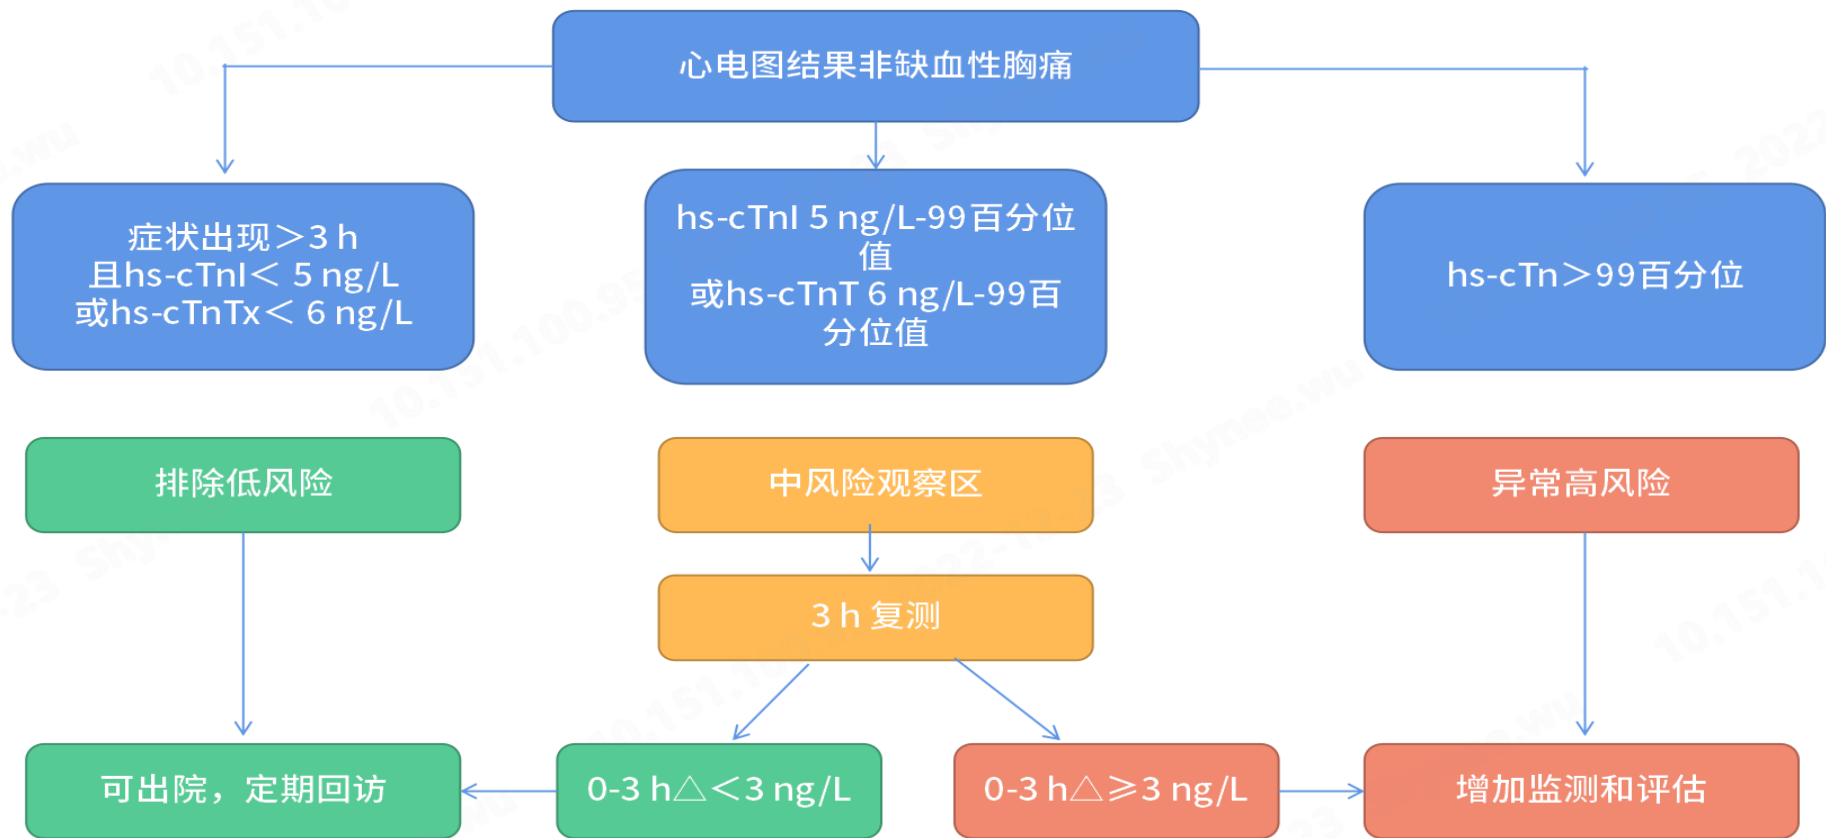 心电图结果非缺血性胸痛
症状出现＞3 h
且hs-cTnI＜ 5 ng/L
或hs-cTnTx＜ 6 ng/L
hs-cTnI 5 ng/L-99百分位
值
或hs-cTnT 6 ng/L-99百
分位值
hs-cTn＞99百分位
排除低风险
中风险观察区
异常高风险
3 h 复测
可出院，定期回访
0-3 h△＜3 ng/L
0-3 h△≥3 ng/L
增加监测和评估